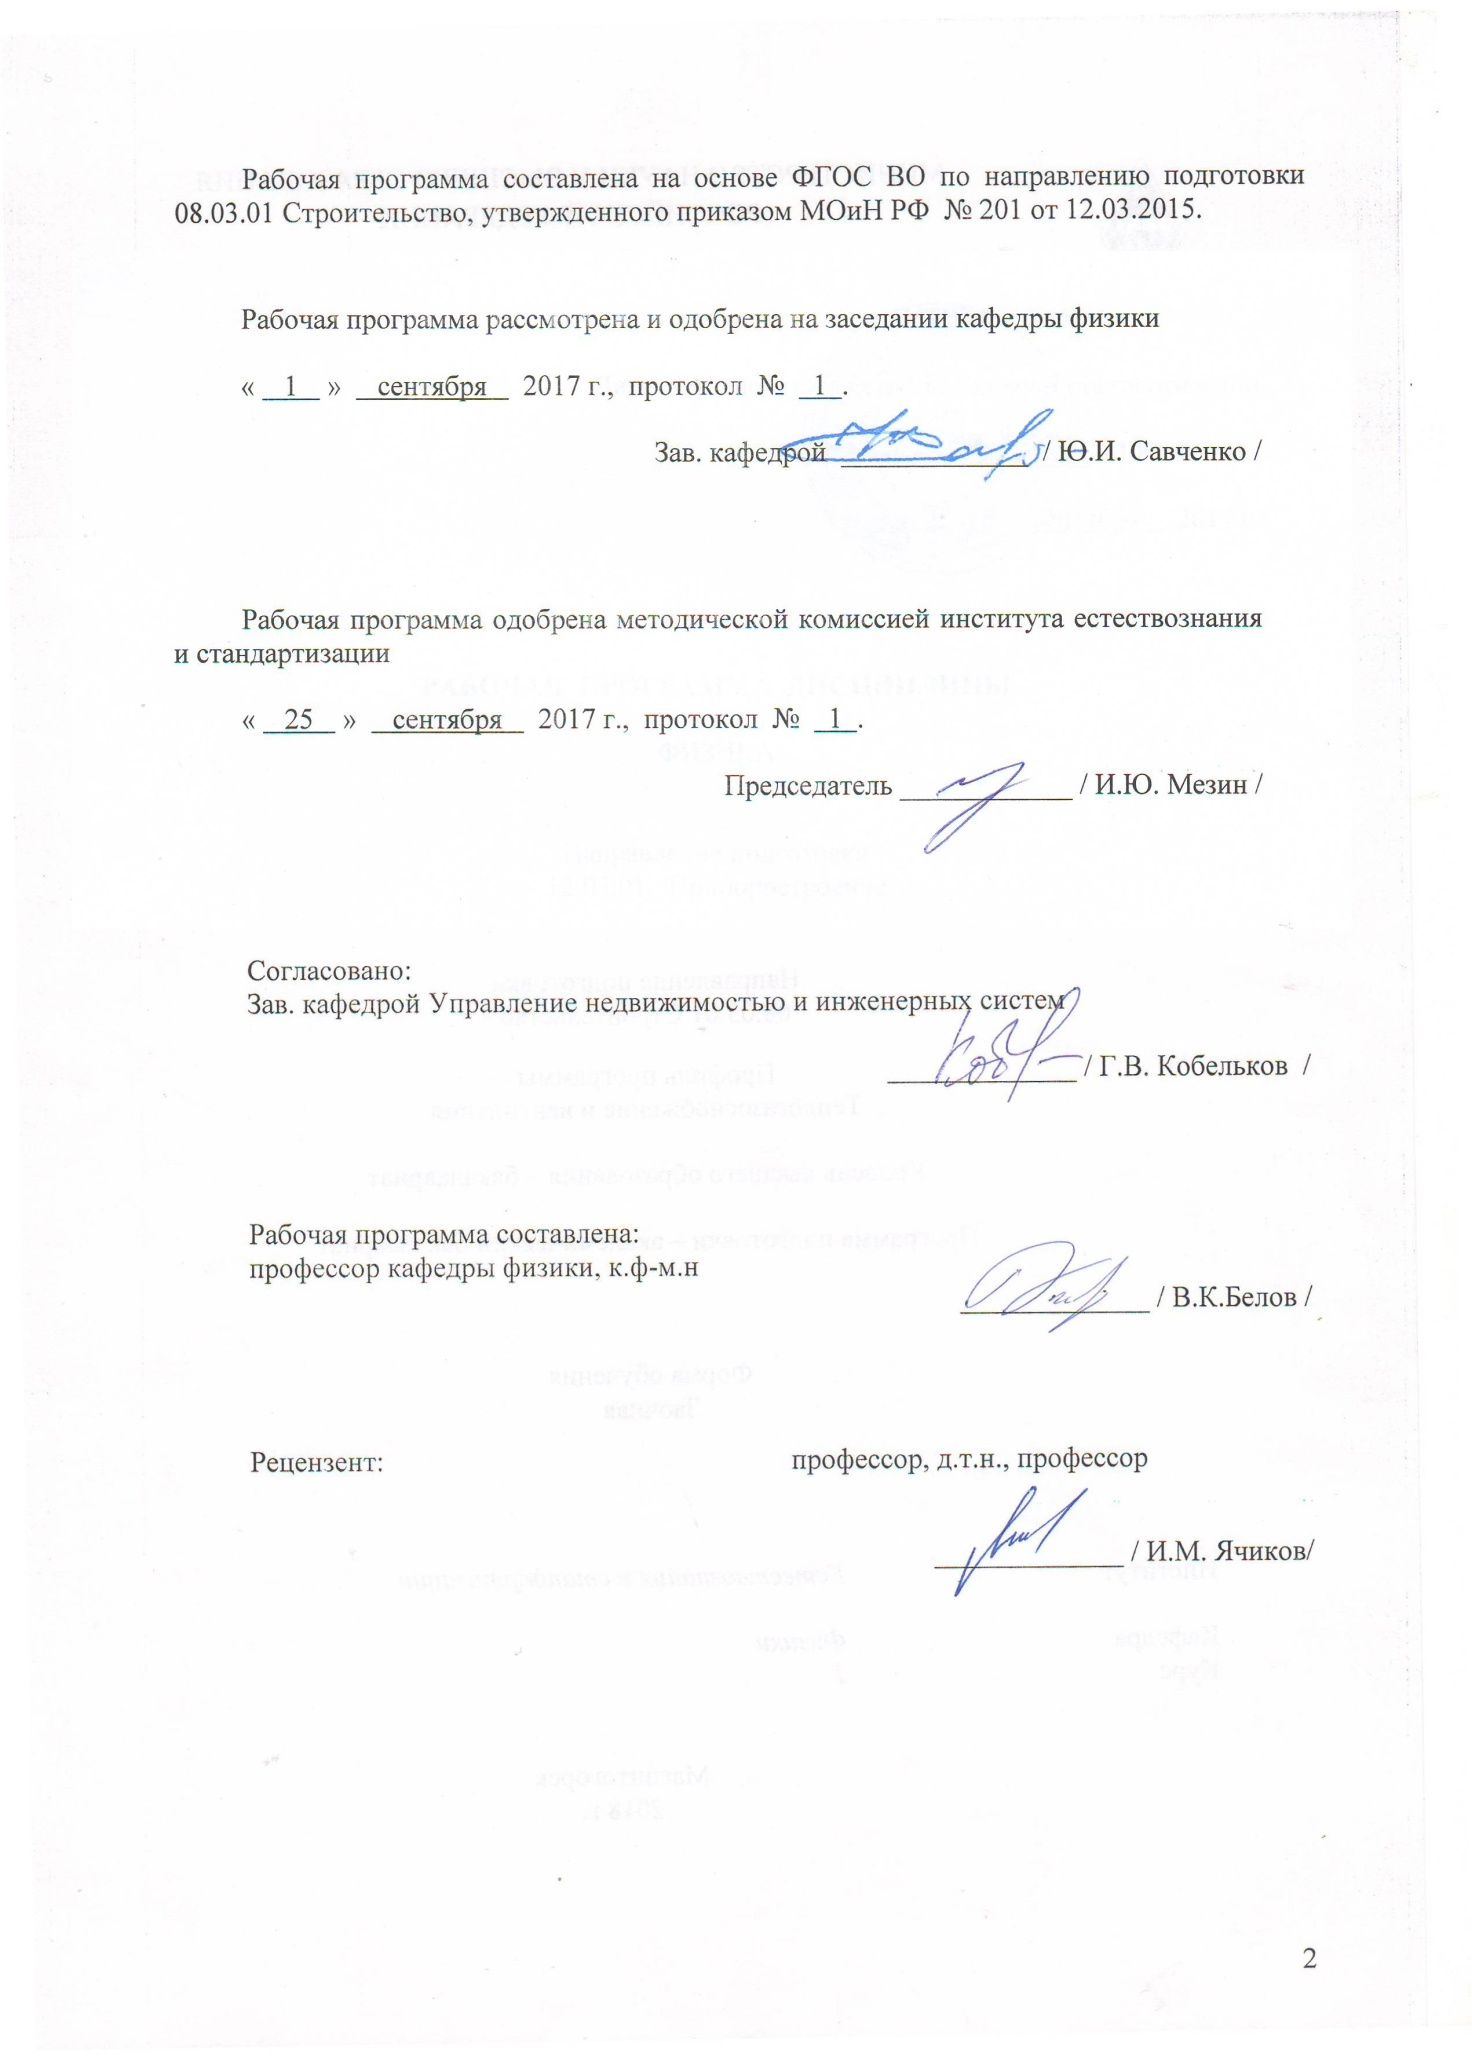 Рабочая программа составлена на основе ФГОС ВО по направлению подготовки
08.03.01 Строительство, утвержденного приказом МОиН РФ № 201 от 12.03.2015.
Рабочая программа рассмотрена и одобрена на заседании кафедры физики
« 1 » сентября 2017 г., протокол № 1 .
Зав. кафедрой / Ю.И. Савченко /
Рабочая программа одобрена методической комиссией института естествознания
и стандартизации
« 25 » сентября 2017 г., протокол № 1 .
Председатель / И.Ю. Мезин /
Согласовано:
Зав. кафедрой Управление недвижимостью и инженерных систем
/ Г.В. Кобельков /
Рабочая программа составлена:
профессор кафедры физики, к.ф-м.н
/ В.К.Белов /
Рецензент: профессор, д.т.н., профессор
/ И.М. Ячиков/
2